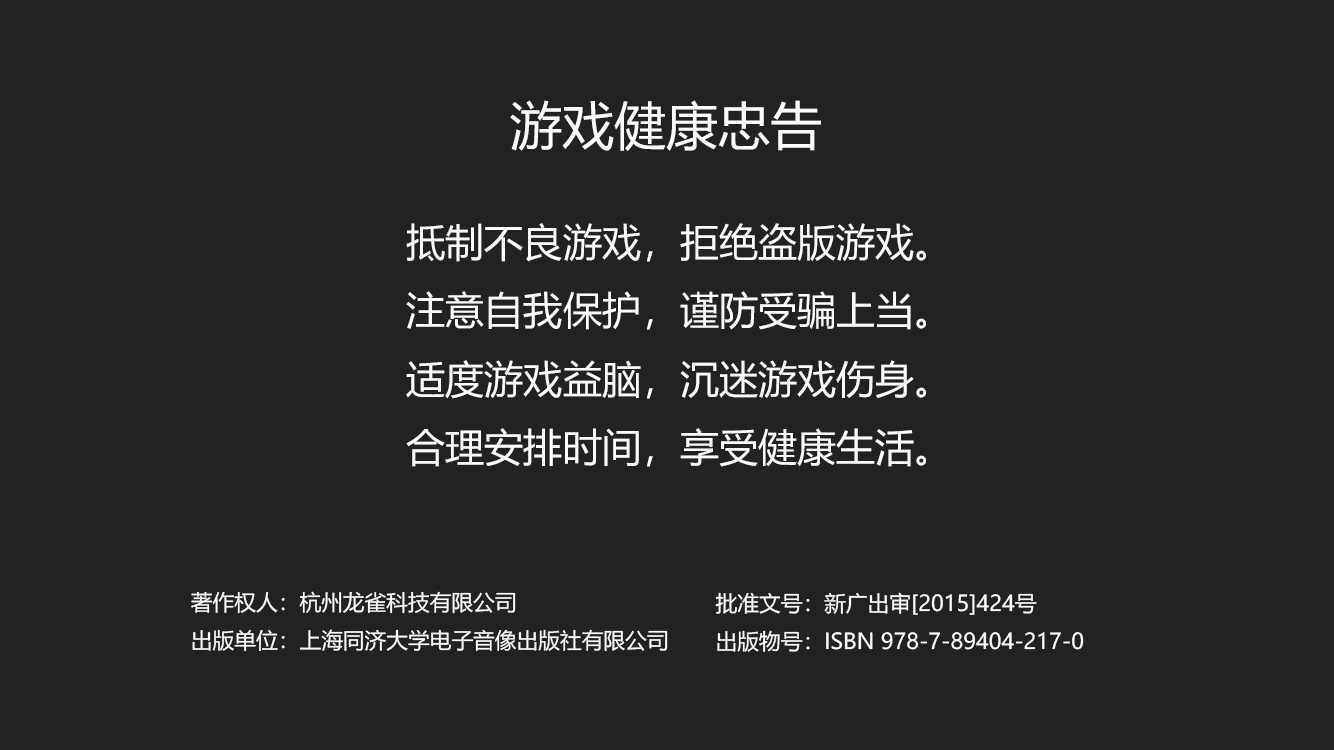 游戏健康忠告
抵制不良游戏，拒绝盗版游戏。
注意自我保护，谨防受骗上当。
适度游戏益脑，沉迷游戏伤身。
合理安排时间，享受健康生活。
著作权人：杭州龙雀科技有限公司
批准文号：新广出审[2015]424号
出版单位：上海同济大学电子音像出版社有限公司
出版物号：ISBN 978-7-89404-217-0